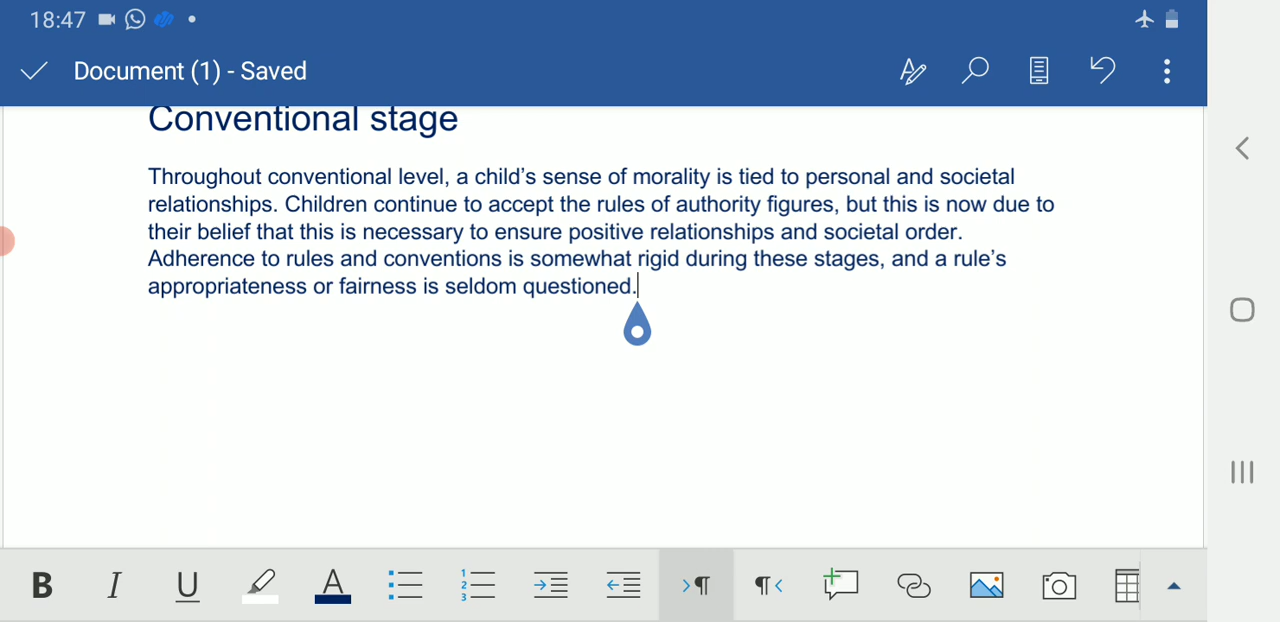 18:47
Document (1) - Saved
Conventional stage
Throughout conventional level, a child’s sense of morality is tied to personal and societal
relationships. Children continue to accept the rules of authority figures, but this is now due to
their belief that this is necessary to ensure positive relationships and societal order.
Adherence to rules and conventions is somewhat rigid during these stages, and a rule’s
appropriateness or fairness is seldom questioned.